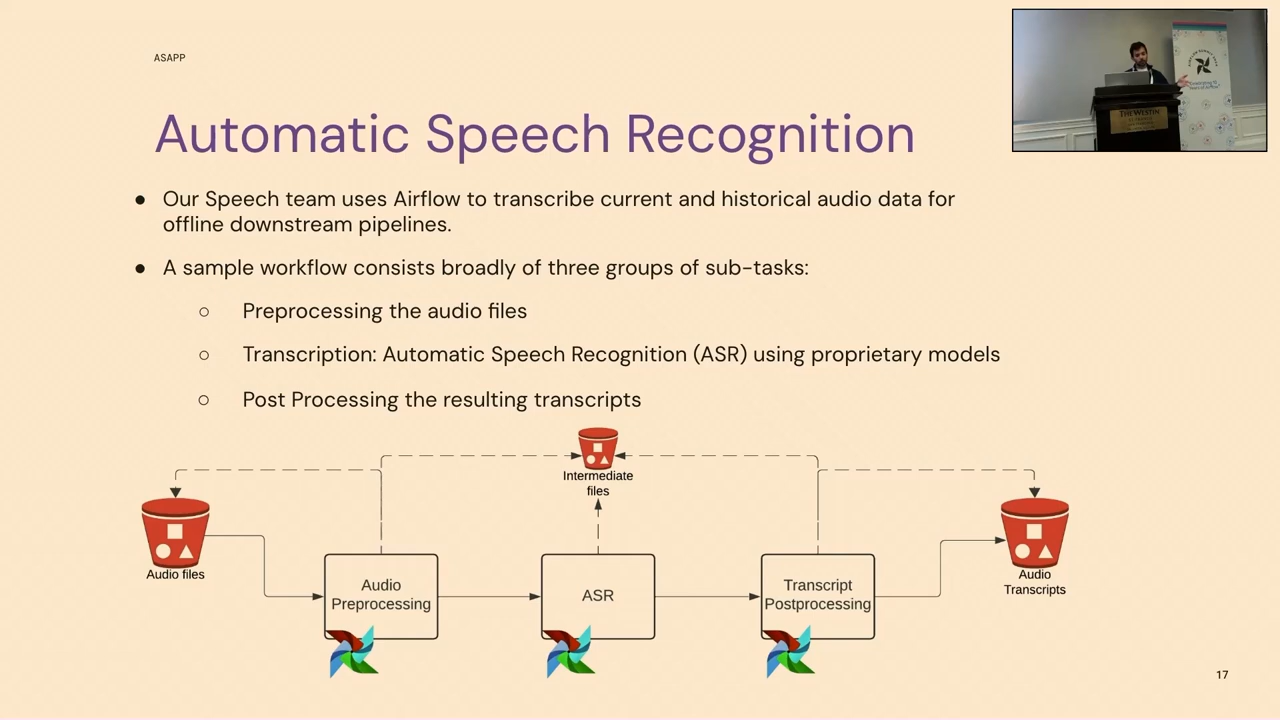 ASAPP
Automatic Speech Recognition
● Our Speech team uses Airflow to transcribe current and historical audio data for
offline downstream pipelines.
● A sample workflow consists broadly of three groups of sub-tasks:
○ Preprocessing the audio files
○ Transcription: Automatic Speech Recognition (ASR) using proprietary models
○ Post Processing the resulting transcripts
Intermediate
files
Audio files
Audio
Preprocessing
ASR
Transcript
Postprocessing
Audio
Transcripts
17
THE WESTIN